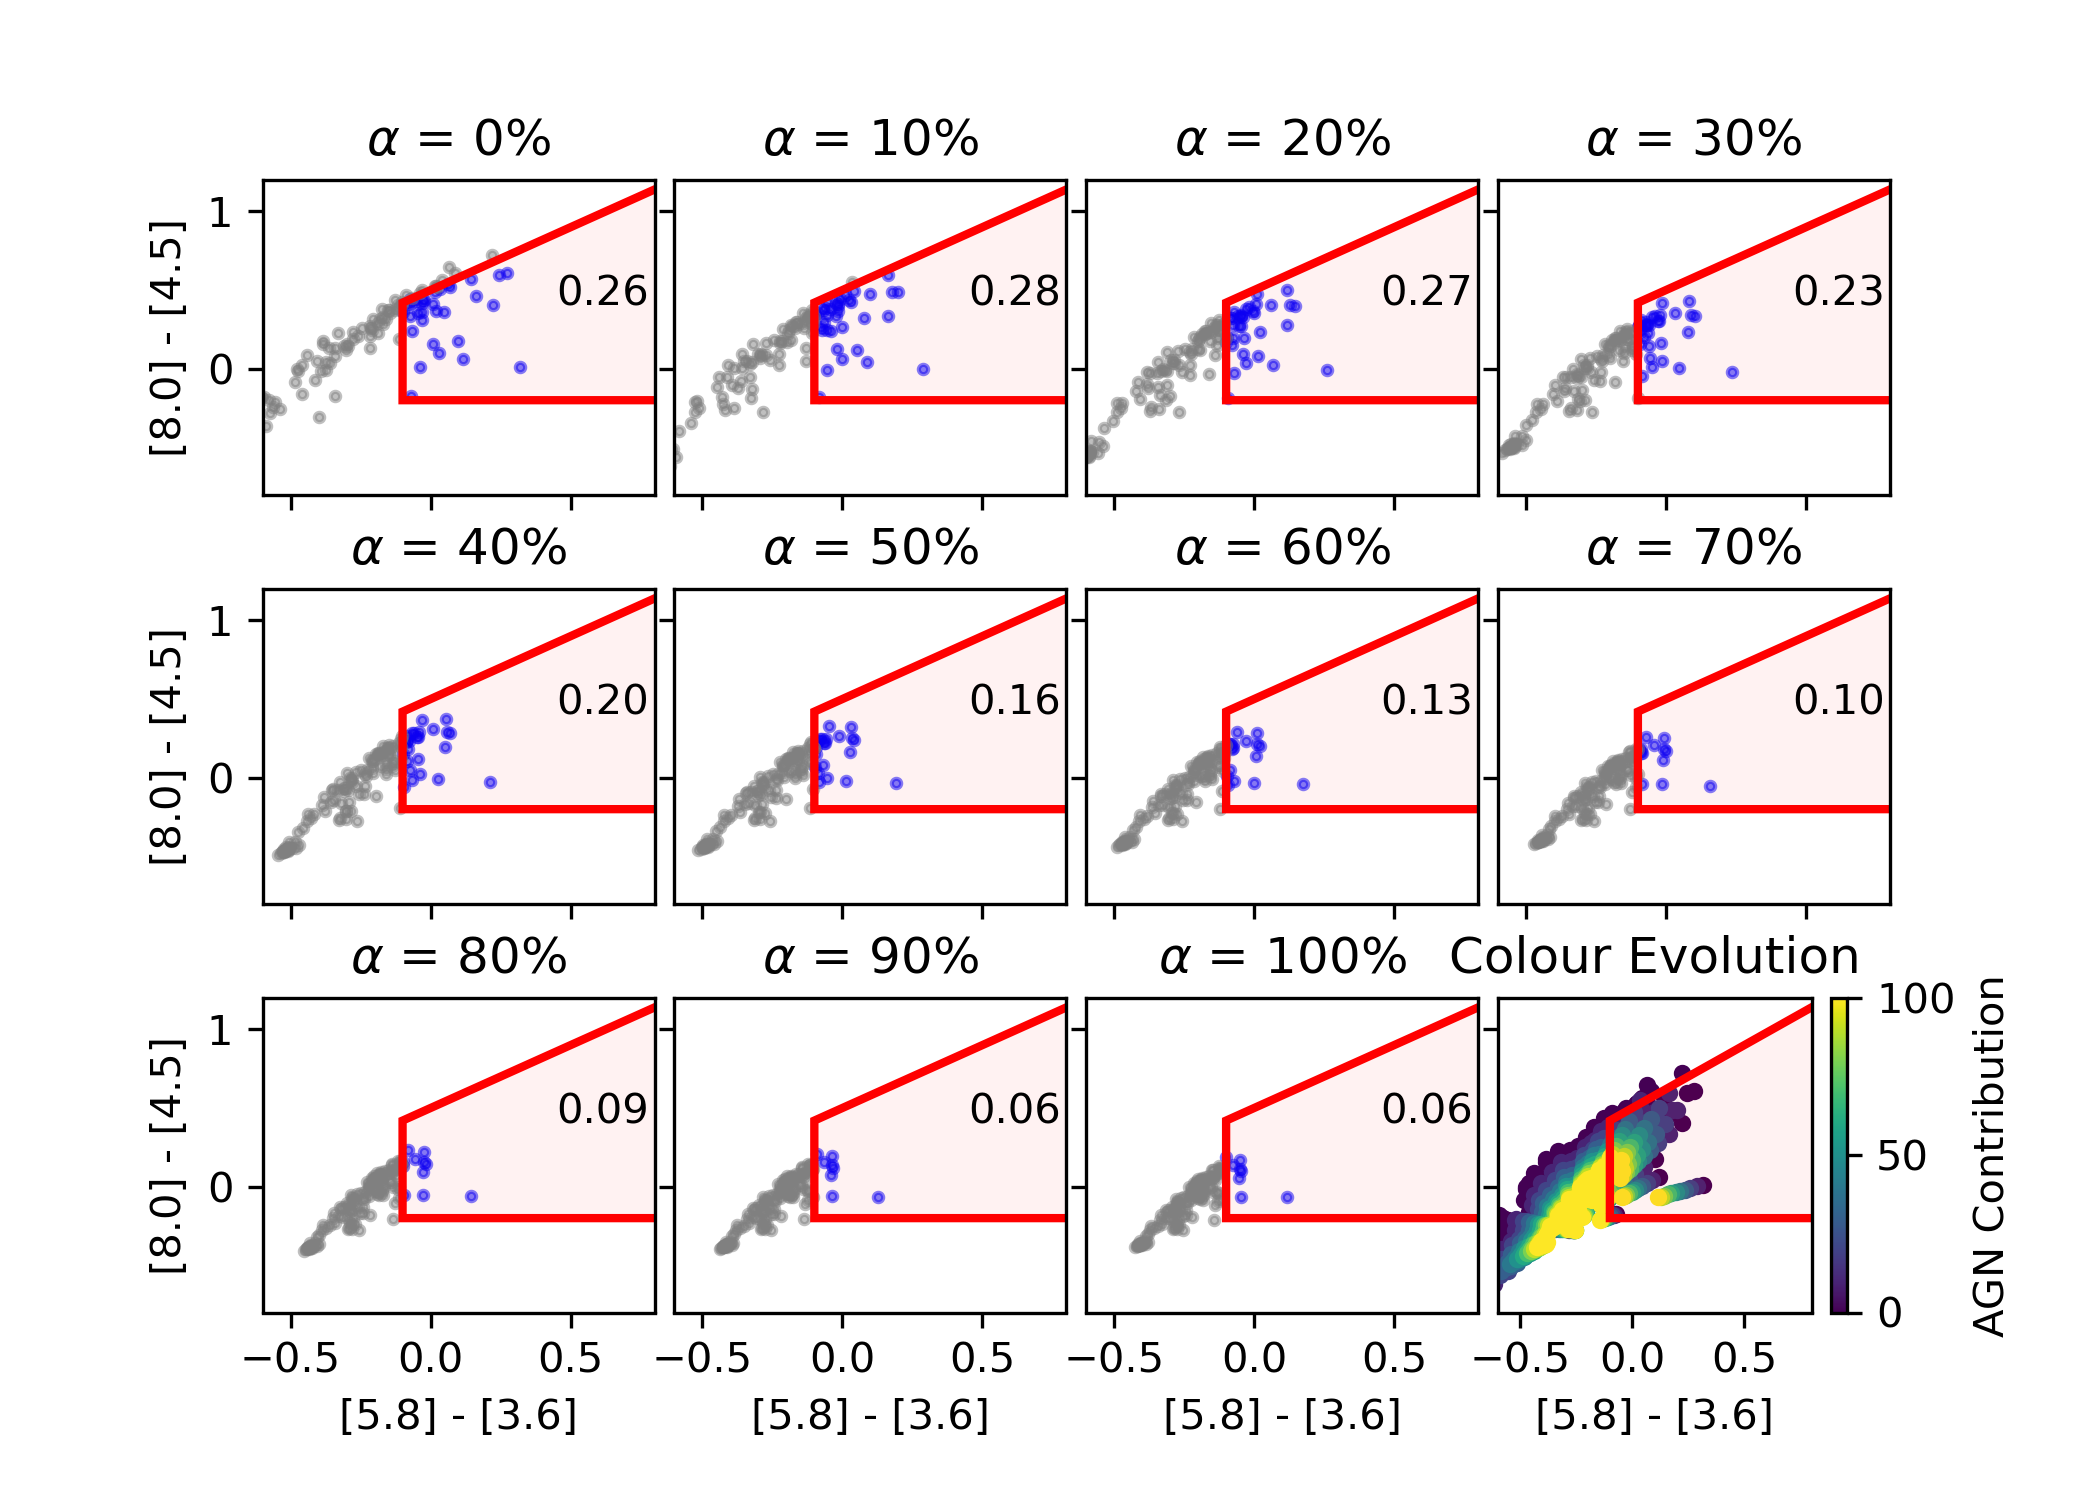 α = 0%
α = 10%
α = 20%
α = 30%
[8.0] - [4.5]
1
0
0.26
0.28
0.27
0.23
α = 40%
α = 50%
α = 60%
α = 70%
[8.0] - [4.5]
1
0
0.20
0.16
0.13
0.10
α = 80%
α = 90%
α = 100%
Colour Evolution
[8.0] - [4.5]
1
0
0.09
0.06
0.06
100
50
0
AGN Contribution
−0.5 0.0 0.5
−0.5 0.0 0.5
−0.5 0.0 0.5
−0.5 0.0 0.5
[5.8] - [3.6]
[5.8] - [3.6]
[5.8] - [3.6]
[5.8] - [3.6]